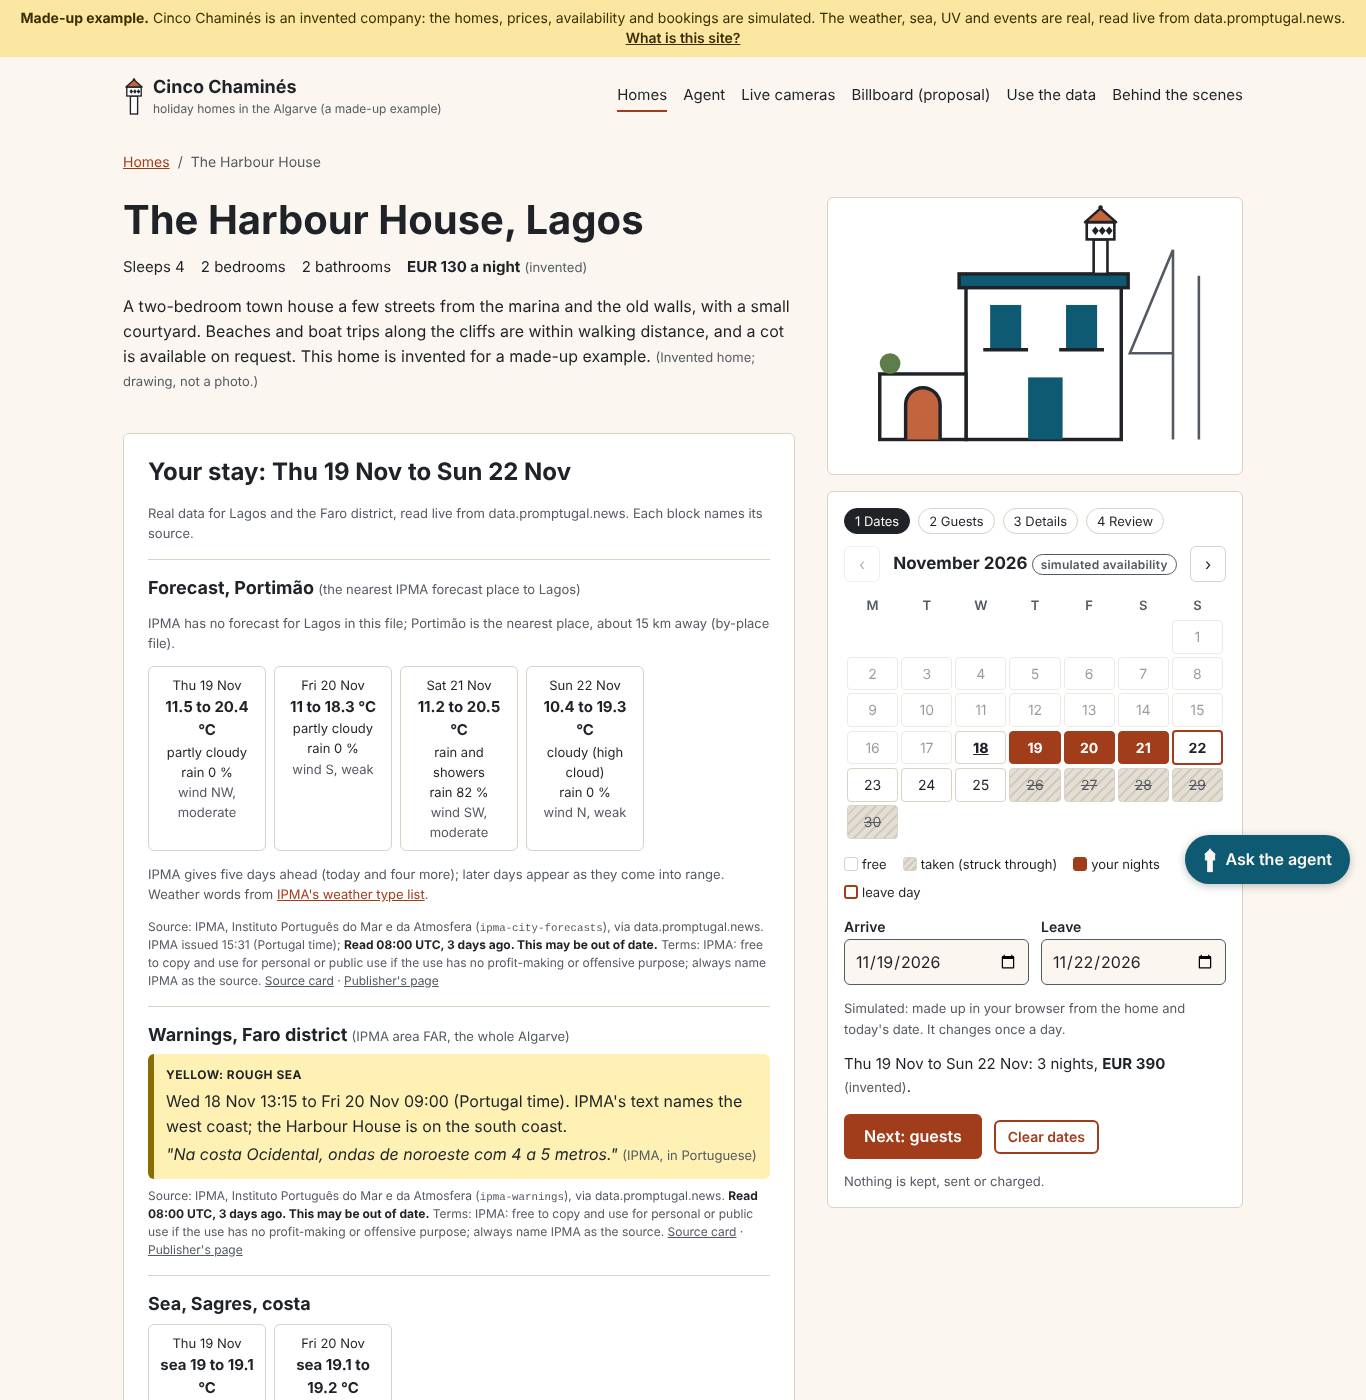 Made-up example. Cinco Chaminés is an invented company: the homes, prices, availability and bookings are simulated. The weather, sea, UV and events are real, read live from data.promptugal.news.
What is this site?
Cinco Chaminés
holiday homes in the Algarve (a made-up example)
Homes Agent Live cameras Billboard (proposal) Use the data Behind the scenes
Homes / The Harbour House
The Harbour House, Lagos
Sleeps 4 2 bedrooms 2 bathrooms EUR 130 a night (invented)
A two-bedroom town house a few streets from the marina and the old walls, with a small
courtyard. Beaches and boat trips along the cliffs are within walking distance, and a cot
is available on request. This home is invented for a made-up example. (Invented home;
drawing, not a photo.)
Your stay: Thu 19 Nov to Sun 22 Nov
Real data for Lagos and the Faro district, read live from data.promptugal.news. Each block names its
source.
Forecast, Portimão (the nearest IPMA forecast place to Lagos)
IPMA has no forecast for Lagos in this file; Portimão is the nearest place, about 15 km away (by-place
file).
Thu 19 Nov
11.5 to 20.4
°C
partly cloudy
rain 0 %
wind NW,
moderate
Fri 20 Nov
11 to 18.3 °C
partly cloudy
rain 0 %
wind S, weak
Sat 21 Nov
11.2 to 20.5
°C
rain and
showers
rain 82 %
wind SW,
moderate
Sun 22 Nov
10.4 to 19.3
°C
cloudy (high
cloud)
rain 0 %
wind N, weak
IPMA gives five days ahead (today and four more); later days appear as they come into range.
Weather words from IPMA's weather type list.
Source: IPMA, Instituto Português do Mar e da Atmosfera (ipma-city-forecasts), via data.promptugal.news.
IPMA issued 15:31 (Portugal time); Read 08:00 UTC, 3 days ago. This may be out of date. Terms: IPMA: free
to copy and use for personal or public use if the use has no profit-making or offensive purpose; always name
IPMA as the source. Source card · Publisher's page
Warnings, Faro district (IPMA area FAR, the whole Algarve)
YELLOW: ROUGH SEA
Wed 18 Nov 13:15 to Fri 20 Nov 09:00 (Portugal time). IPMA's text names the
west coast; the Harbour House is on the south coast.
"Na costa Ocidental, ondas de noroeste com 4 a 5 metros." (IPMA, in Portuguese)
Source: IPMA, Instituto Português do Mar e da Atmosfera (ipma-warnings), via data.promptugal.news. Read
08:00 UTC, 3 days ago. This may be out of date. Terms: IPMA: free to copy and use for personal or public
use if the use has no profit-making or offensive purpose; always name IPMA as the source. Source card ·
Publisher's page
Sea, Sagres, costa
Thu 19 Nov
sea 19 to 19.1
°C
Fri 20 Nov
sea 19.1 to
19.2 °C
1 Dates 2 Guests 3 Details 4 Review
‹ November 2026 simulated availability ›
M T W T F S S
1
2 3 4 5 6 7 8
9 10 11 12 13 14 15
16 17 18 19 20 21 22
23 24 25 26 27 28 29
30
free taken (struck through) your nights
leave day
Ask the agent
Arrive Leave
11/19/2026 11/22/2026
Simulated: made up in your browser from the home and
today's date. It changes once a day.
Thu 19 Nov to Sun 22 Nov: 3 nights, EUR 390
(invented).
Next: guests Clear dates
Nothing is kept, sent or charged.